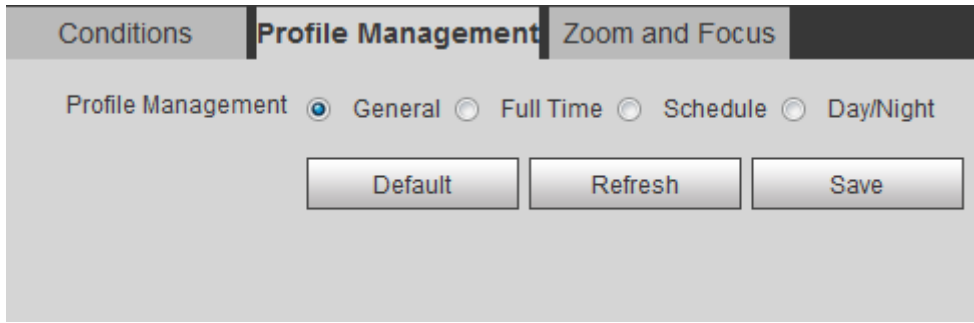 Conditions Profile Management Zoom and Focus
Profile Management General Full Time Schedule Day/Night
Default Refresh Save